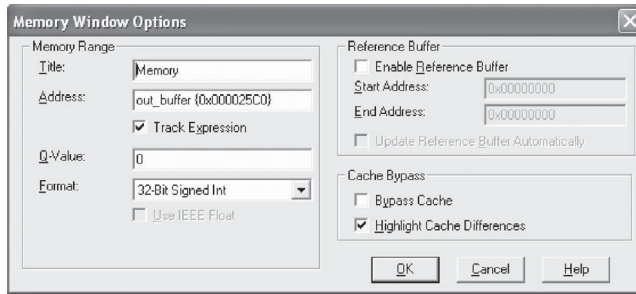 Memory Window Options
Memory Range
Title:
Memory
Address:
out_buffer {0x000025C0}
Track Expression
Q-Value:
0
Format:
32-Bit Signed Int
Use IEEE Float
Reference Buffer
Enable Reference Buffer
Start Address:
0x00000000
End Address:
0x00000000
Update Reference Buffer Automatically
Cache Bypass
Bypass Cache
Highlight Cache Differences
OK
Cancel
Help